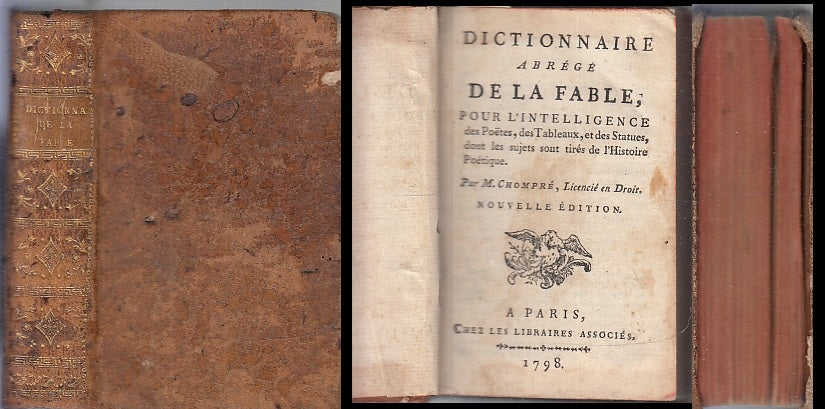 DICTIONNA
DE LA
FABLE
DICTIONNAIRE
ABRÉGÉ
DE LA FABLE,
POUR L'INTELLIGENCE
des Poëtes, des Tableaux, et des Statues,
dont les sujets sont tirés de l'Histoire
Poétique.
Par M. CHOMPRÉ, Licencié en Droit.
NOUVELLE ÉDITION.
A PARIS,
CHEZ LES LIBRAIRES ASSOCIÉS,
1798.